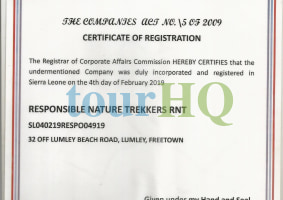 THE COMPANIES ACT NO. \5 OF 2009
CERTIFICATE OF REGISTRATION
The Registrar of Corporate Affairs Commission HEREBY CERTIFIES that the
undermentioned Company was duly incorporated and registered in
Sierra Leone on the 4th day of February 2019
tourHQ
RESPONSIBLE NATURE TREKKERS RNT
SL040219RESPO04919
32 OFF LUMLEY BEACH ROAD, LUMLEY, FREETOWN
Given under my Hand and Seal